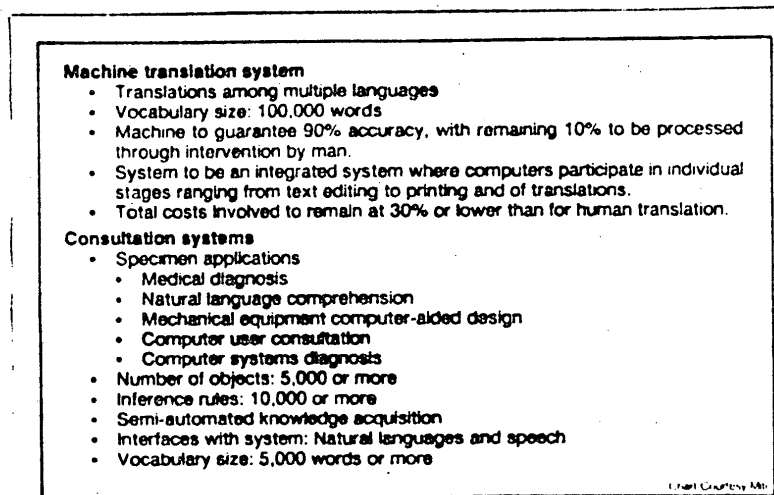 Machine translation system
• Translations among multiple languages
• Vocabulary size: 100,000 words
• Machine to guarantee 90% accuracy, with remaining 10% to be processed
through intervention by man.
• System to be an integrated system where computers participate in individual
stages ranging from text editing to printing and of translations.
• Total costs involved to remain at 30% or lower than for human translation.
Consultation systems
• Specimen applications
• Medical diagnosis
• Natural language comprehension
• Mechanical equipment computer-aided design
• Computer user consultation
• Computer systems diagnosis
• Number of objects: 5,000 or more
• Inference rules: 10,000 or more
• Semi-automated knowledge acquisition
• Interfaces with system: Natural languages and speech
• Vocabulary size: 5,000 words or more
Chart Courtesy